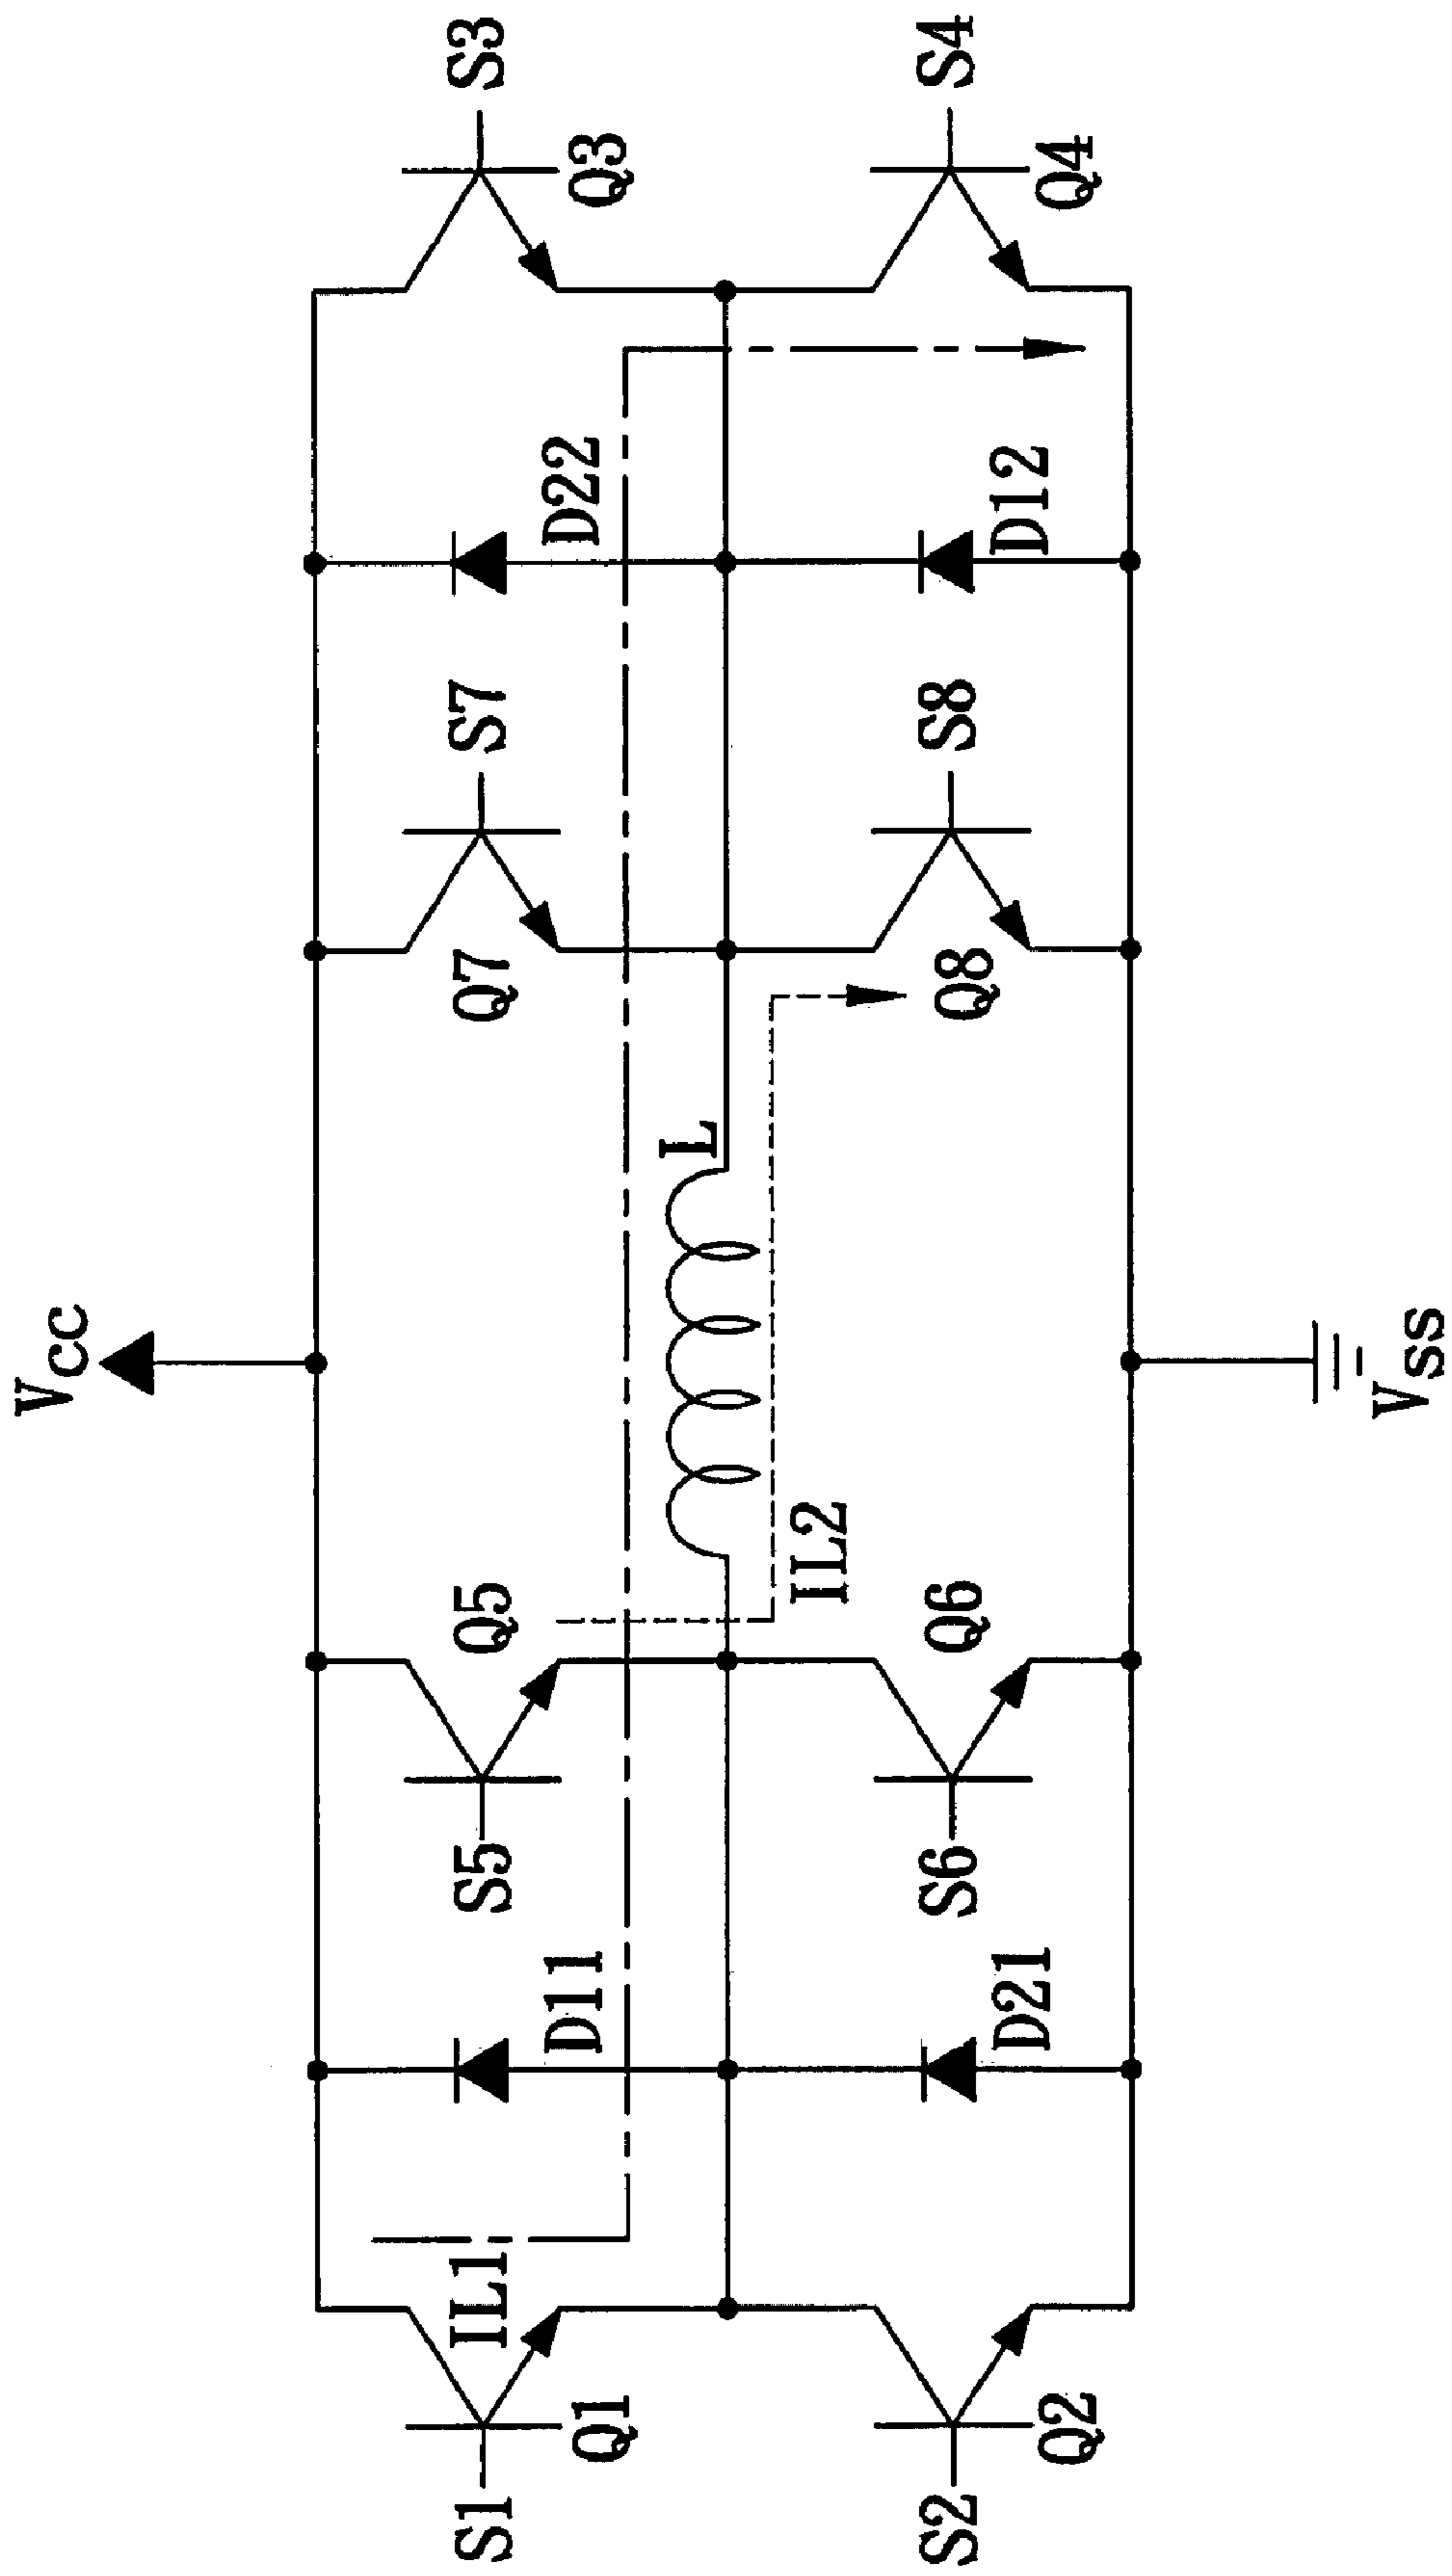 VCC
S1
Q1
IL1
D11
S5
Q5
L
Q7
S7
D22
Q3
S3
S2
Q2
D21
S6
Q6
IL2
Q8
S8
D12
Q4
S4
VSS